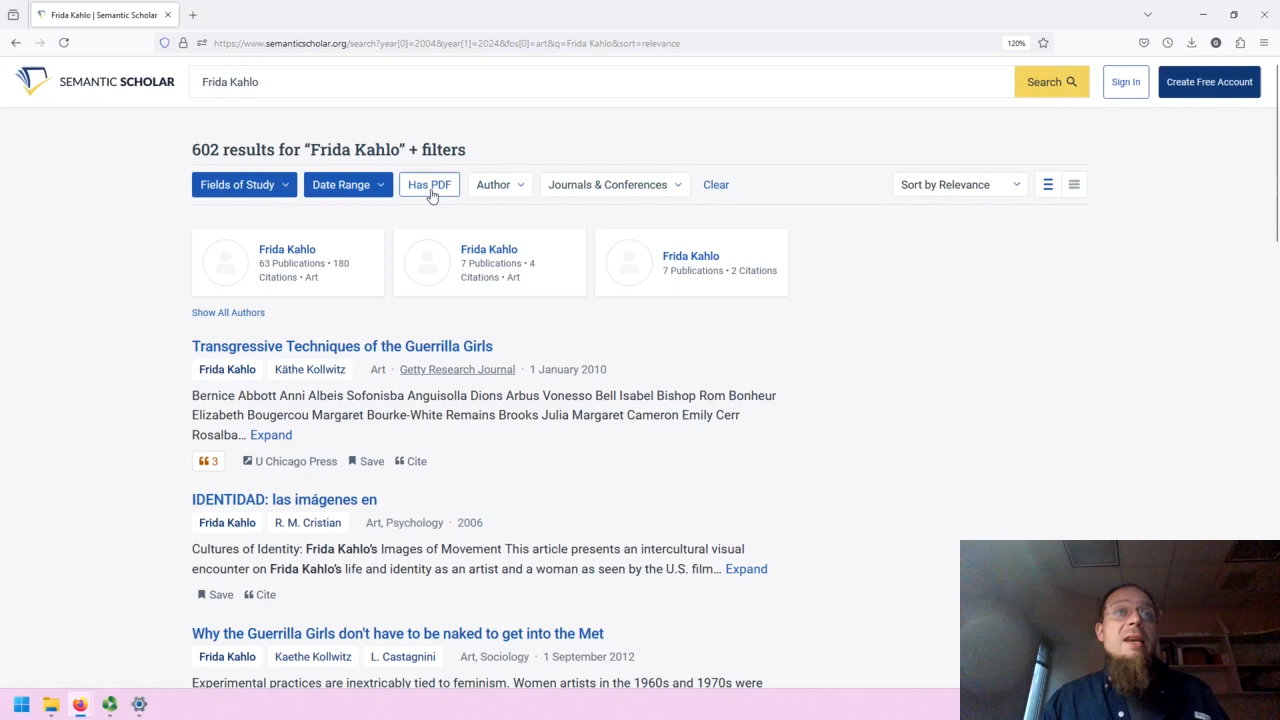 Frida Kahlo | Semantic Scholar
https://www.semanticscholar.org/search?year[0]=2004&year[1]=2024&fos[0]=art&q=Frida Kahlo&sort=relevance
120%
SEMANTIC SCHOLAR
Frida Kahlo
Search
Sign In
Create Free Account
602 results for “Frida Kahlo” + filters
Fields of Study
Date Range
Has PDF
Author
Journals & Conferences
Clear
Sort by Relevance
Frida Kahlo
63 Publications • 180
Citations • Art
Frida Kahlo
7 Publications • 4
Citations • Art
Frida Kahlo
7 Publications • 2 Citations
Show All Authors
Transgressive Techniques of the Guerrilla Girls
Frida Kahlo Käthe Kollwitz Art · Getty Research Journal · 1 January 2010
Bernice Abbott Anni Albeis Sofonisba Anguisolla Dions Arbus Vonesso Bell Isabel Bishop Rom Bonheur
Elizabeth Bougercou Margaret Bourke-White Remains Brooks Julia Margaret Cameron Emily Cerr
Rosalba… Expand
3 U Chicago Press Save Cite
IDENTIDAD: las imágenes en
Frida Kahlo R. M. Cristian Art, Psychology · 2006
Cultures of Identity: Frida Kahlo's Images of Movement This article presents an intercultural visual
encounter on Frida Kahlo's life and identity as an artist and a woman as seen by the U.S. film… Expand
Save Cite
Why the Guerrilla Girls don't have to be naked to get into the Met
Frida Kahlo Kaethe Kollwitz L. Castagnini Art, Sociology · 1 September 2012
Experimental practices are inextricably tied to feminism. Women artists in the 1960s and 1970s were